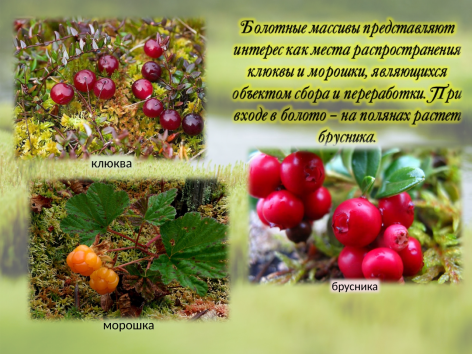 Болотные массивы представляют
интерес как места распространения
клюквы и морошки, являющихся
объектом сбора и переработки. При
входе в болото – на полянах растет
брусника.
клюква
брусника
морошка